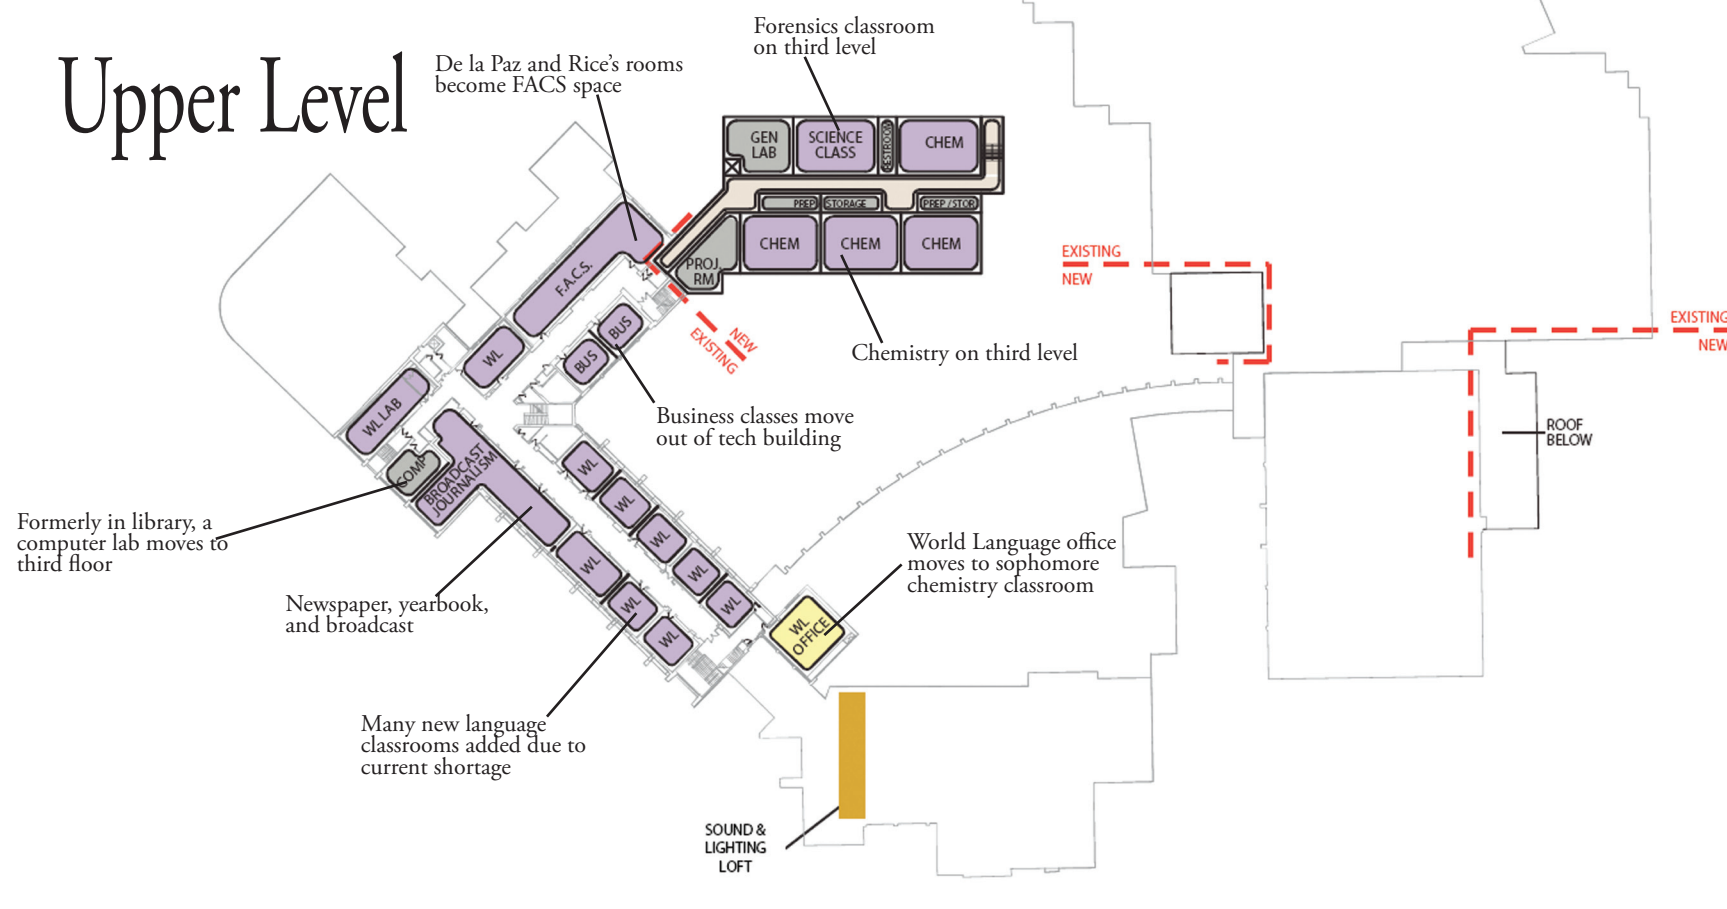 Upper Level
De la Paz and Rice's rooms
become FACS space
Forensics classroom
on third level
GEN
LAB
SCIENCE
CLASS
RESTROOM
CHEM
PREP
STORAGE
PREP / STOR
CHEM
CHEM
CHEM
PROJ.
RM
F.A.C.S.
EXISTING
NEW
NEW
EXISTING
EXISTING
NEW
BUS
BUS
WL
WL LAB
Chemistry on third level
Business classes move
out of tech building
COMP
BROADCAST
JOURNALISM
WL
WL
WL
WL
WL
WL
WL
WL
ROOF
BELOW
Formerly in library, a
computer lab moves to
third floor
Newspaper, yearbook,
and broadcast
World Language office
moves to sophomore
chemistry classroom
WL
OFFICE
Many new language
classrooms added due to
current shortage
SOUND &
LIGHTING
LOFT